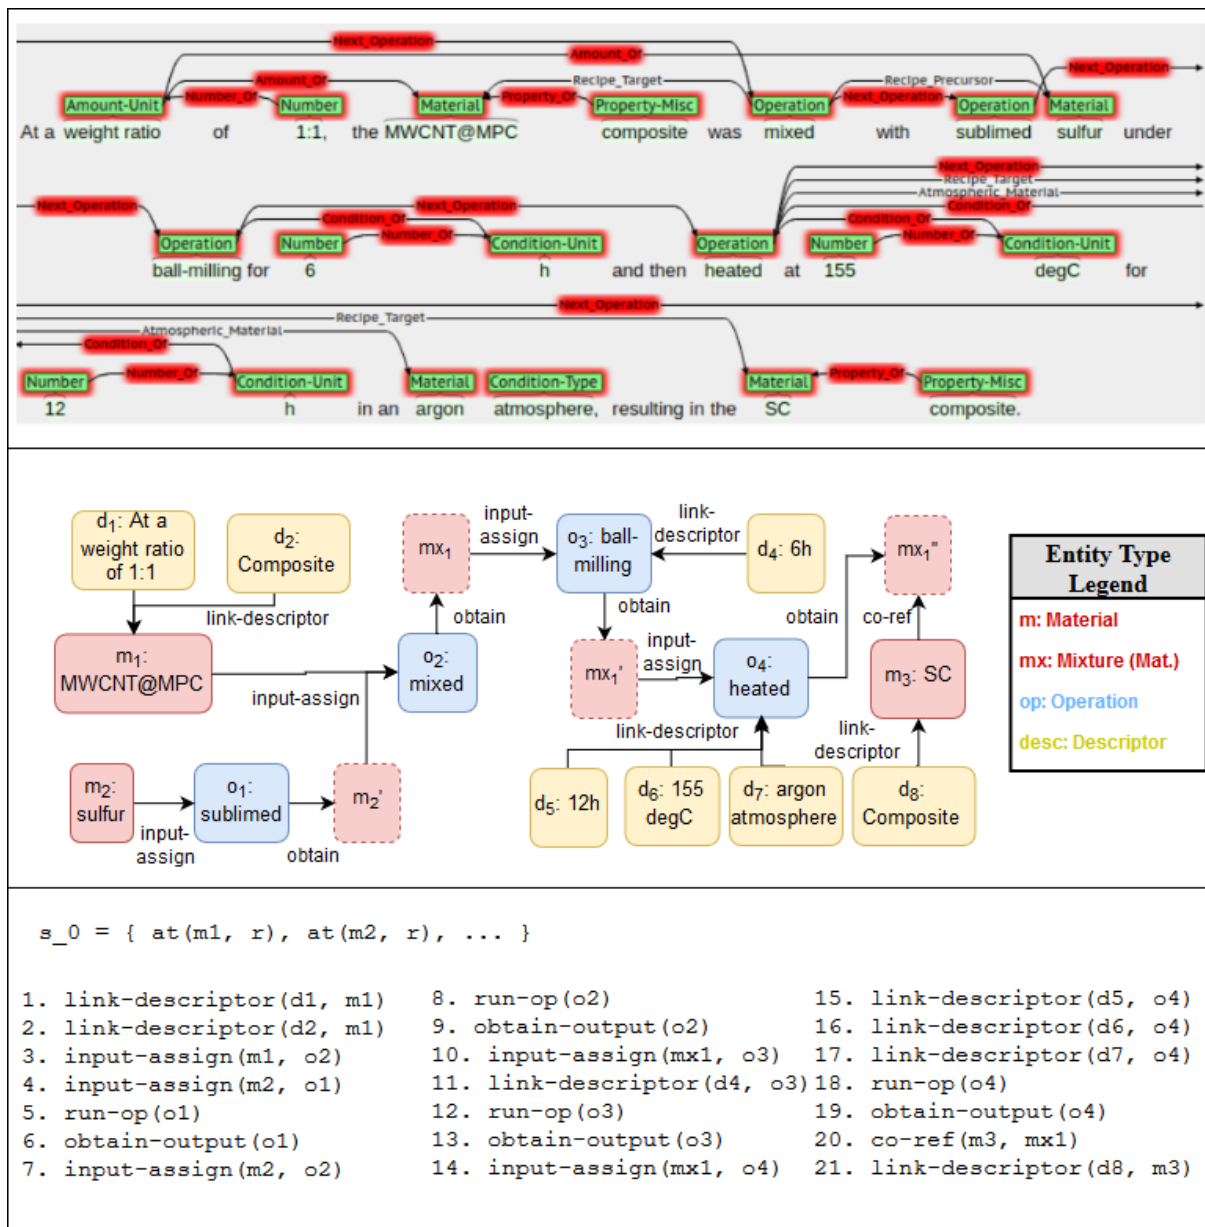 Next_Operation
Amount_Of
Next_Operation
Amount_Of Recipe_Target Recipe_Precursor
Number_Of Property_Of Next_Operation
Amount-Unit Number Material Property-Misc Operation Operation Material
At a weight ratio of 1:1, the MWCNT@MPC composite was mixed with sublimed sulfur under
Next_Operation
Recipe_Target
Atmospheric_Material
Next_Operation Next_Operation Condition_Of
Condition_Of Condition_Of
Number_Of Number_Of
Operation Number Condition-Unit Operation Number Condition-Unit
ball-milling for 6 h and then heated at 155 degC for
Next_Operation
Recipe_Target
Atmospheric_Material
Condition_Of
Number_Of Property_Of
Number Condition-Unit Material Condition-Type Material Property-Misc
12 h in an argon atmosphere, resulting in the SC composite.
d1: At a
weight ratio
of 1:1
d2:
Composite
link-descriptor
m1:
MWCNT@MPC
input-assign
m2:
sulfur
input-
assign
o1:
sublimed
obtain
m2'
o2:
mixed
obtain
mx1
input-
assign
o3: ball-
milling
link-
descriptor
d4: 6h
obtain
mx1'
input-
assign
o4:
heated
link-descriptor
d5: 12h
d6: 155
degC
d7: argon
atmosphere
obtain
mx1"
co-ref
m3: SC
link-
descriptor
d8:
Composite
Entity Type
Legend
m: Material
mx: Mixture (Mat.)
op: Operation
desc: Descriptor
s_0 = { at(m1, r), at(m2, r), ... }
1. link-descriptor(d1, m1)
2. link-descriptor(d2, m1)
3. input-assign(m1, o2)
4. input-assign(m2, o1)
5. run-op(o1)
6. obtain-output(o1)
7. input-assign(m2, o2)
8. run-op(o2)
9. obtain-output(o2)
10. input-assign(mx1, o3)
11. link-descriptor(d4, o3)
12. run-op(o3)
13. obtain-output(o3)
14. input-assign(mx1, o4)
15. link-descriptor(d5, o4)
16. link-descriptor(d6, o4)
17. link-descriptor(d7, o4)
18. run-op(o4)
19. obtain-output(o4)
20. co-ref(m3, mx1)
21. link-descriptor(d8, m3)